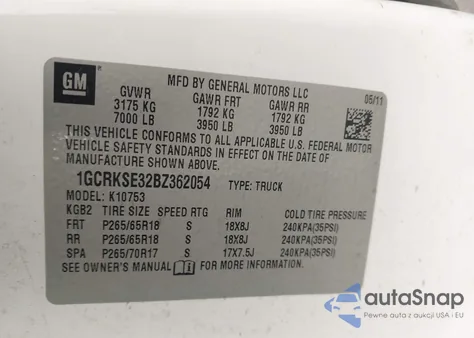 GM
MFD BY GENERAL MOTORS LLC
05/11
GVWR GAWR FRT GAWR RR
3175 KG 1792 KG 1792 KG
7000 LB 3950 LB 3950 LB
THIS VEHICLE CONFORMS TO ALL APPLICABLE U.S. FEDERAL MOTOR
VEHICLE SAFETY STANDARDS IN EFFECT ON THE DATE OF
MANUFACTURE SHOWN ABOVE.
1GCRKSE32BZ362054 TYPE: TRUCK
MODEL: K10753
KGB2 TIRE SIZE SPEED RTG RIM COLD TIRE PRESSURE
FRT P265/65R18 S 18X8J 240KPA(35PSI)
RR P265/65R18 S 18X8J 240KPA(35PSI)
SPA P265/70R17 S 17X7.5J 240KPA(35PSI)
SEE OWNER'S MANUAL FOR MORE INFORMATION
autoSnap
Pewne auta z aukcji USA i EU